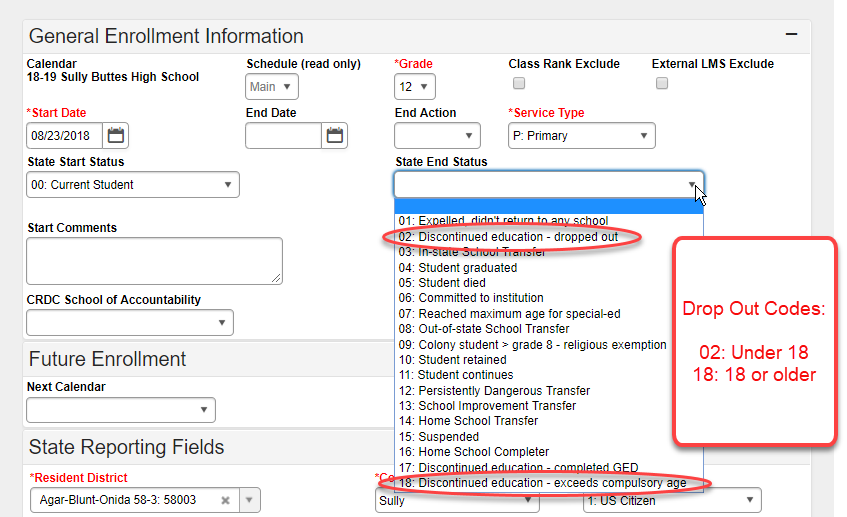 General Enrollment Information
Calendar
18-19 Sully Buttes High School
Schedule (read only)
Main
*Grade
12
Class Rank Exclude
External LMS Exclude
*Start Date
08/23/2018
End Date
End Action
*Service Type
P: Primary
State Start Status
00: Current Student
State End Status
01: Expelled, didn't return to any school
02: Discontinued education - dropped out
03: In-state School Transfer
04: Student graduated
05: Student died
06: Committed to institution
07: Reached maximum age for special-ed
08: Out-of-state School Transfer
09: Colony student > grade 8 - religious exemption
10: Student retained
11: Student continues
12: Persistently Dangerous Transfer
13: School Improvement Transfer
14: Home School Transfer
15: Suspended
16: Home School Completer
17: Discontinued education - completed GED
18: Discontinued education - exceeds compulsory age
Drop Out Codes:
02: Under 18
18: 18 or older
Start Comments
CRDC School of Accountability
Future Enrollment
Next Calendar
State Reporting Fields
*Resident District
Agar-Blunt-Onida 58-3: 58003
Sully
1: US Citizen